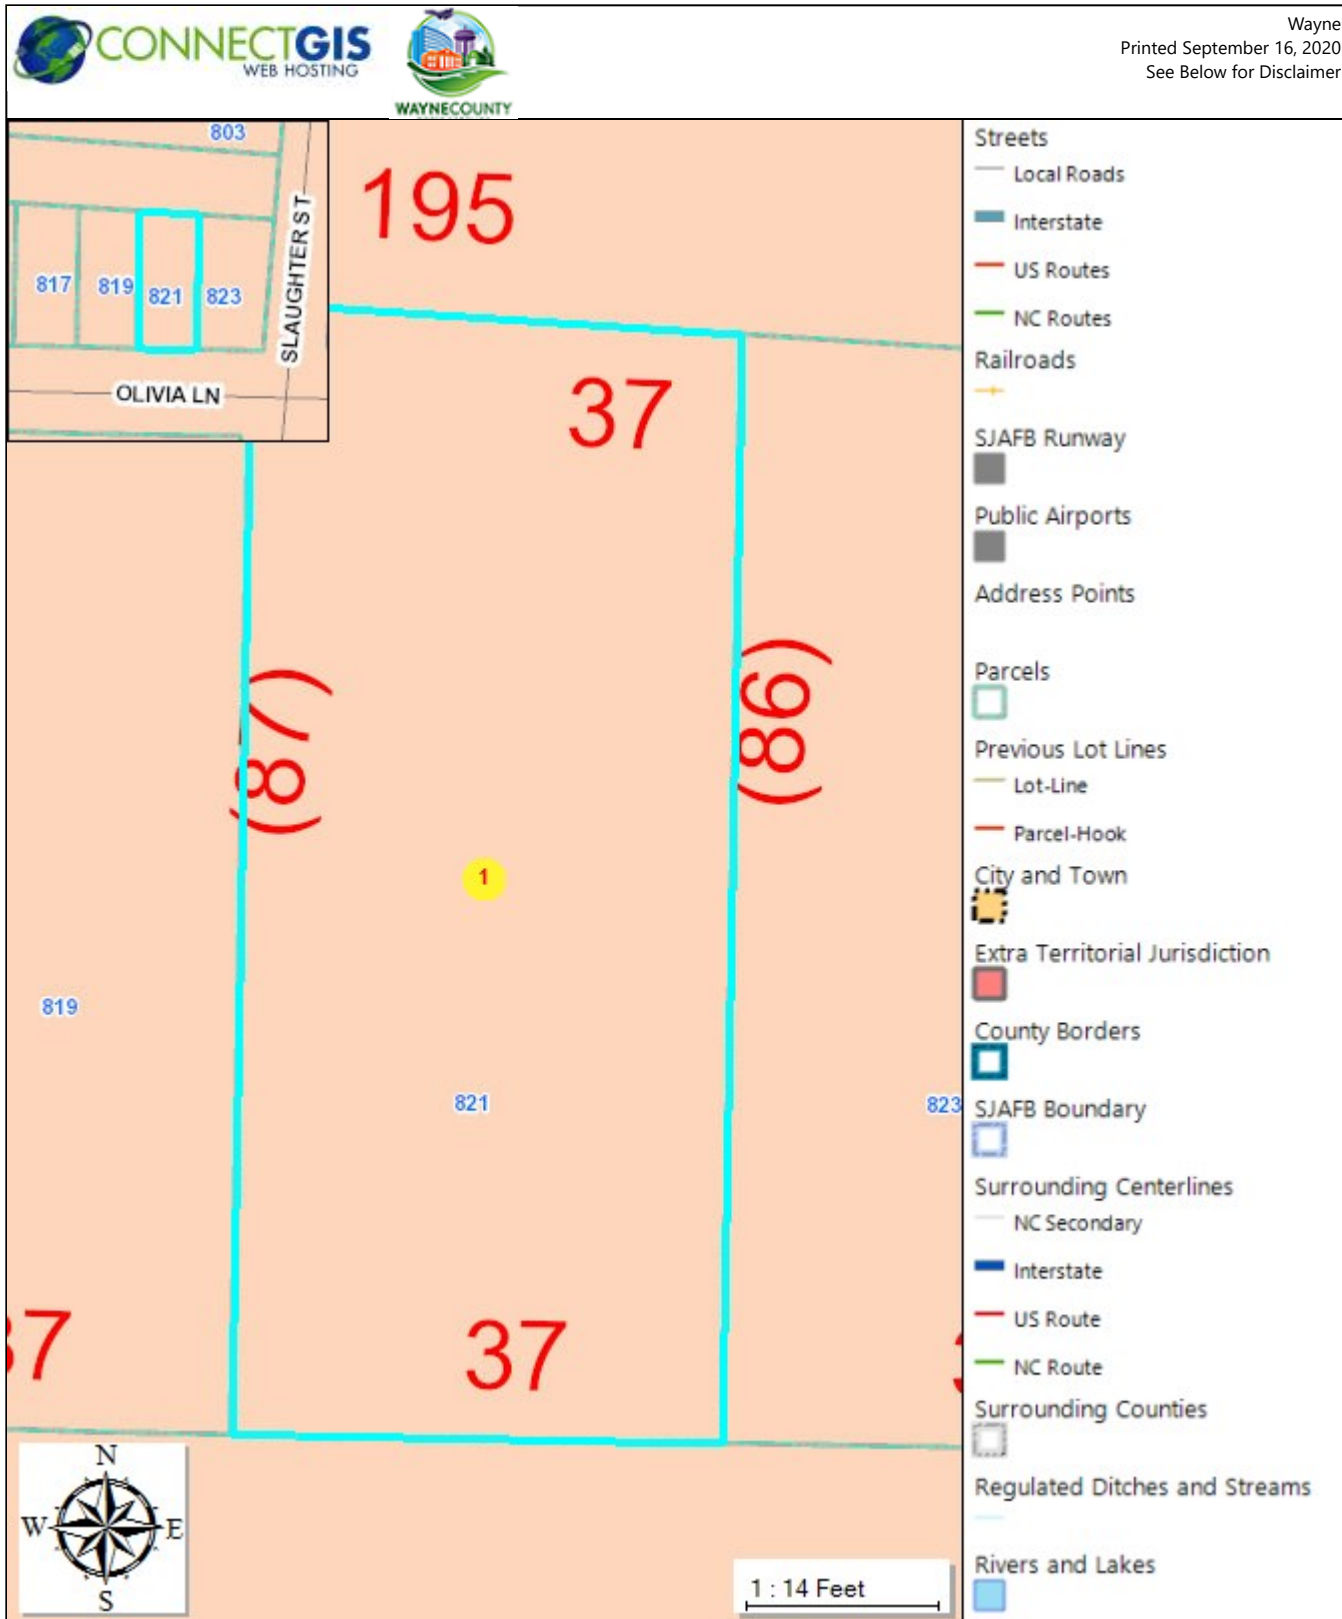 CONNECTGIS
WEB HOSTING
WAYNECOUNTY
Wayne
Printed September 16, 2020
See Below for Disclaimer
803
817
819
821
823
SLAUGHTER ST
OLIVIA LN
195
37
(87)
(86)
1
819
821
823
37
37
N
W
E
S
1 : 14 Feet
Streets
Local Roads
Interstate
US Routes
NC Routes
Railroads
SJAFB Runway
Public Airports
Address Points
Parcels
Previous Lot Lines
Lot-Line
Parcel-Hook
City and Town
Extra Territorial Jurisdiction
County Borders
SJAFB Boundary
Surrounding Centerlines
NC Secondary
Interstate
US Route
NC Route
Surrounding Counties
Regulated Ditches and Streams
Rivers and Lakes